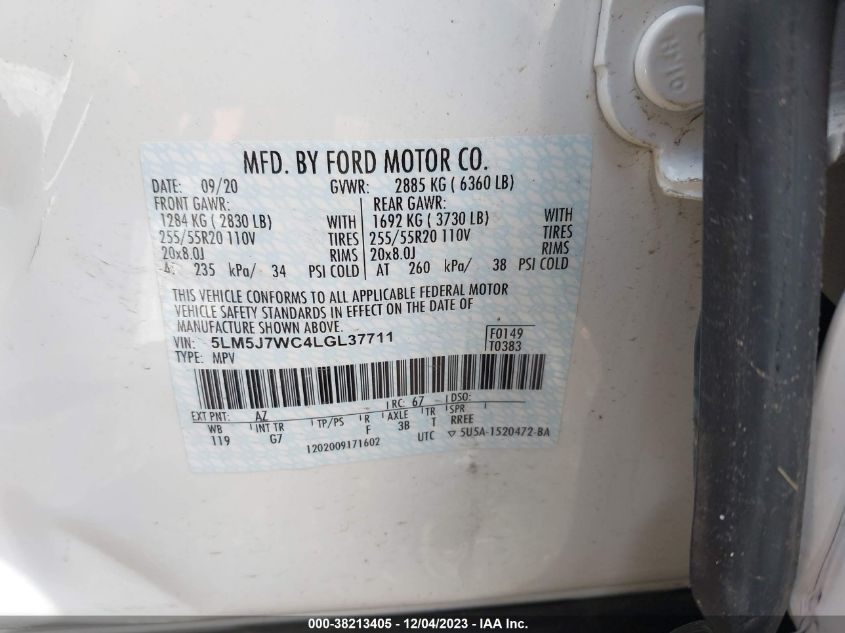 MFD. BY FORD MOTOR CO.
DATE: 09/20 GVWR: 2885 KG ( 6360 LB)
FRONT GAWR: REAR GAWR:
1284 KG ( 2830 LB) WITH 1692 KG ( 3730 LB) WITH
255/55R20 110V TIRES 255/55R20 110V TIRES
20x8.0J RIMS 20x8.0J RIMS
235 kPa/ 34 PSI COLD AT 260 kPa/ 38 PSI COLD
THIS VEHICLE CONFORMS TO ALL APPLICABLE FEDERAL MOTOR
VEHICLE SAFETY STANDARDS IN EFFECT ON THE DATE OF
MANUFACTURE SHOWN ABOVE.
VIN: 5LM5J7WC4LGL37711 F0149
TYPE: MPV T0383
EXT PNT: AZ RC: 67 DSO:
WB INT TR TP/PS R AXLE TR SPR
119 G7 F 3B T RREE
1202009171602 UTC ▽ 5U5A-1520472-BA
000-38213405 - 12/04/2023 - IAA Inc.